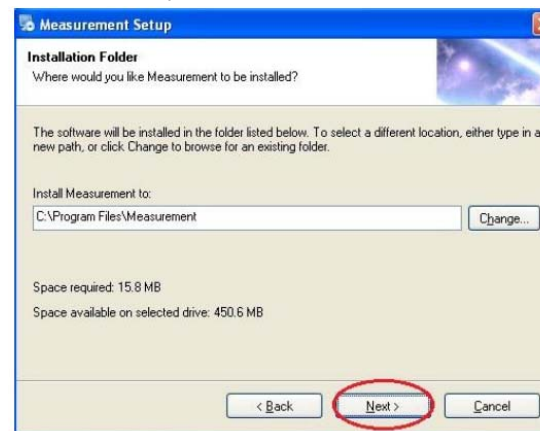 Measurement Setup
Installation Folder
Where would you like Measurement to be installed?
The software will be installed in the folder listed below. To select a different location, either type in a
new path, or click Change to browse for an existing folder.
Install Measurement to:
C:\Program Files\Measurement
Change...
Space required: 15.8 MB
Space available on selected drive: 450.6 MB
< Back
Next >
Cancel